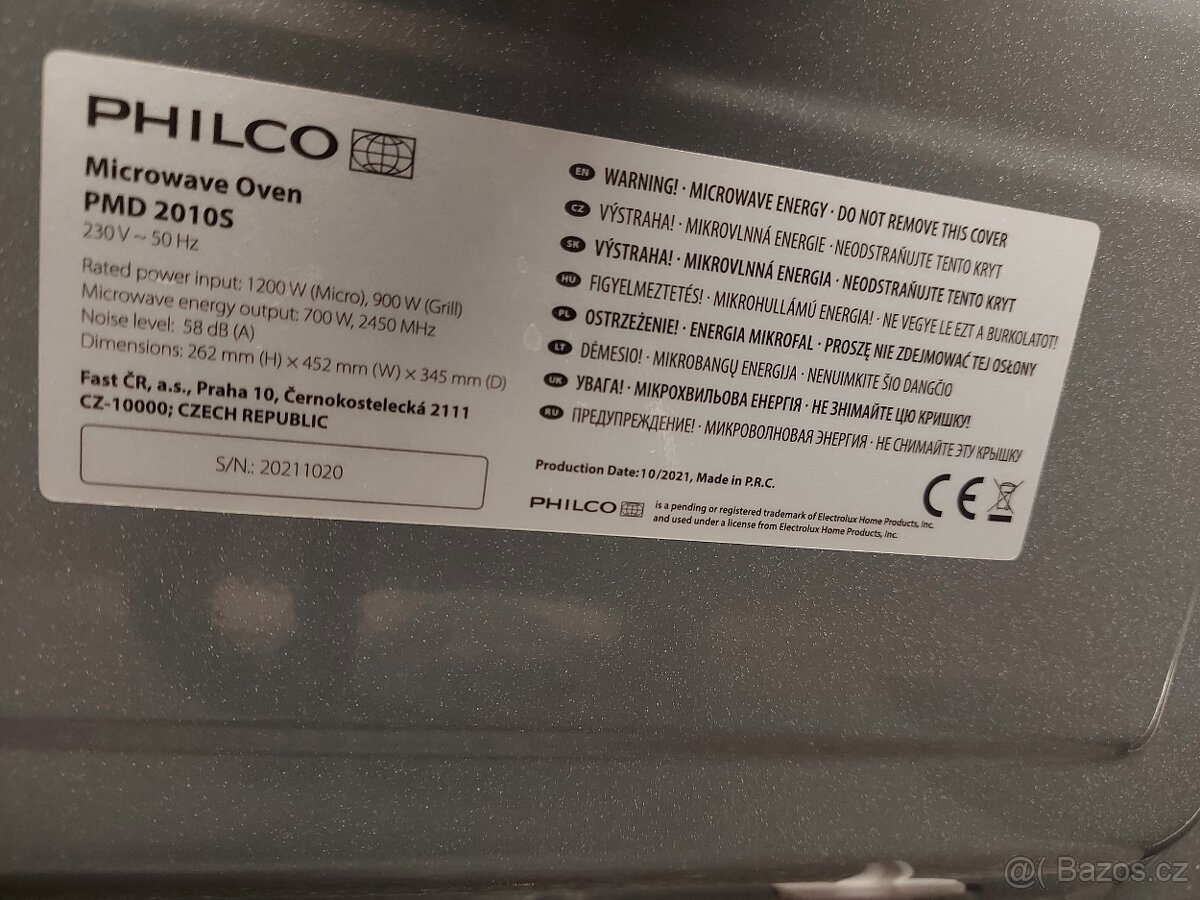 PHILCO
Microwave Oven
PMD 2010S
230 V ~ 50 Hz
Rated power input: 1200 W (Micro), 900 W (Grill)
Microwave energy output: 700 W, 2450 MHz
Noise level: 58 dB (A)
Dimensions: 262 mm (H) × 452 mm (W) × 345 mm (D)
Fast ČR, a.s., Praha 10, Černokostelecká 2111
CZ-10000; CZECH REPUBLIC
S/N.: 20211020
EN WARNING! · MICROWAVE ENERGY · DO NOT REMOVE THIS COVER
CZ VÝSTRAHA! · MIKROVLNNÁ ENERGIE · NEODSTRAŇUJTE TENTO KRYT
SK VÝSTRAHA! · MIKROVLNNÁ ENERGIA · NEODSTRAŇUJTE TENTO KRYT
HU FIGYELMEZTETÉS! · MIKROHULLÁMÚ ENERGIA! · NE VEGYE LE EZT A BURKOLATOT!
PL OSTRZEŻENIE! · ENERGIA MIKROFAL · PROSZĘ NIE ZDEJMOWAĆ TEJ OSŁONY
LT DĖMESIO! · MIKROBANGŲ ENERGIJA · NENUIMKITE ŠIO DANGČIO
UK УВАГА! · МІКРОХВИЛЬОВА ЕНЕРГІЯ · НЕ ЗНІМАЙТЕ ЦЮ КРИШКУ!
RU ПРЕДУПРЕЖДЕНИЕ! · МИКРОВОЛНОВАЯ ЭНЕРГИЯ · НЕ СНИМАЙТЕ ЭТУ КРЫШКУ
Production Date:10/2021, Made in P.R.C.
CE
PHILCO is a pending or registered trademark of Electrolux Home Products, Inc.
and used under a license from Electrolux Home Products, Inc.
@( Bazos.cz